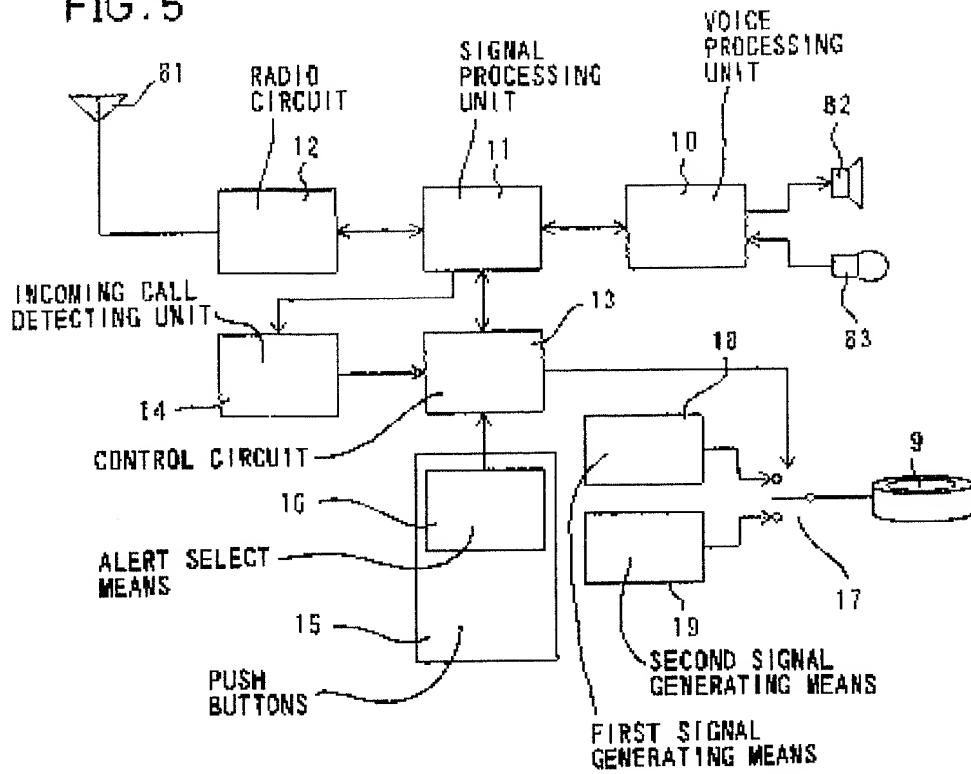 FIG. 5
VOICE
PROCESSING
UNIT
SIGNAL
PROCESSING
UNIT
RADIO
CIRCUIT
81
82
12
11
10
INCOMING CALL
DETECTING UNIT
13
83
18
14
CONTROL CIRCUIT
9
16
ALERT SELECT
MEANS
17
15
19
PUSH
BUTTONS
SECOND SIGNAL
GENERATING MEANS
FIRST SIGNAL
GENERATING MEANS